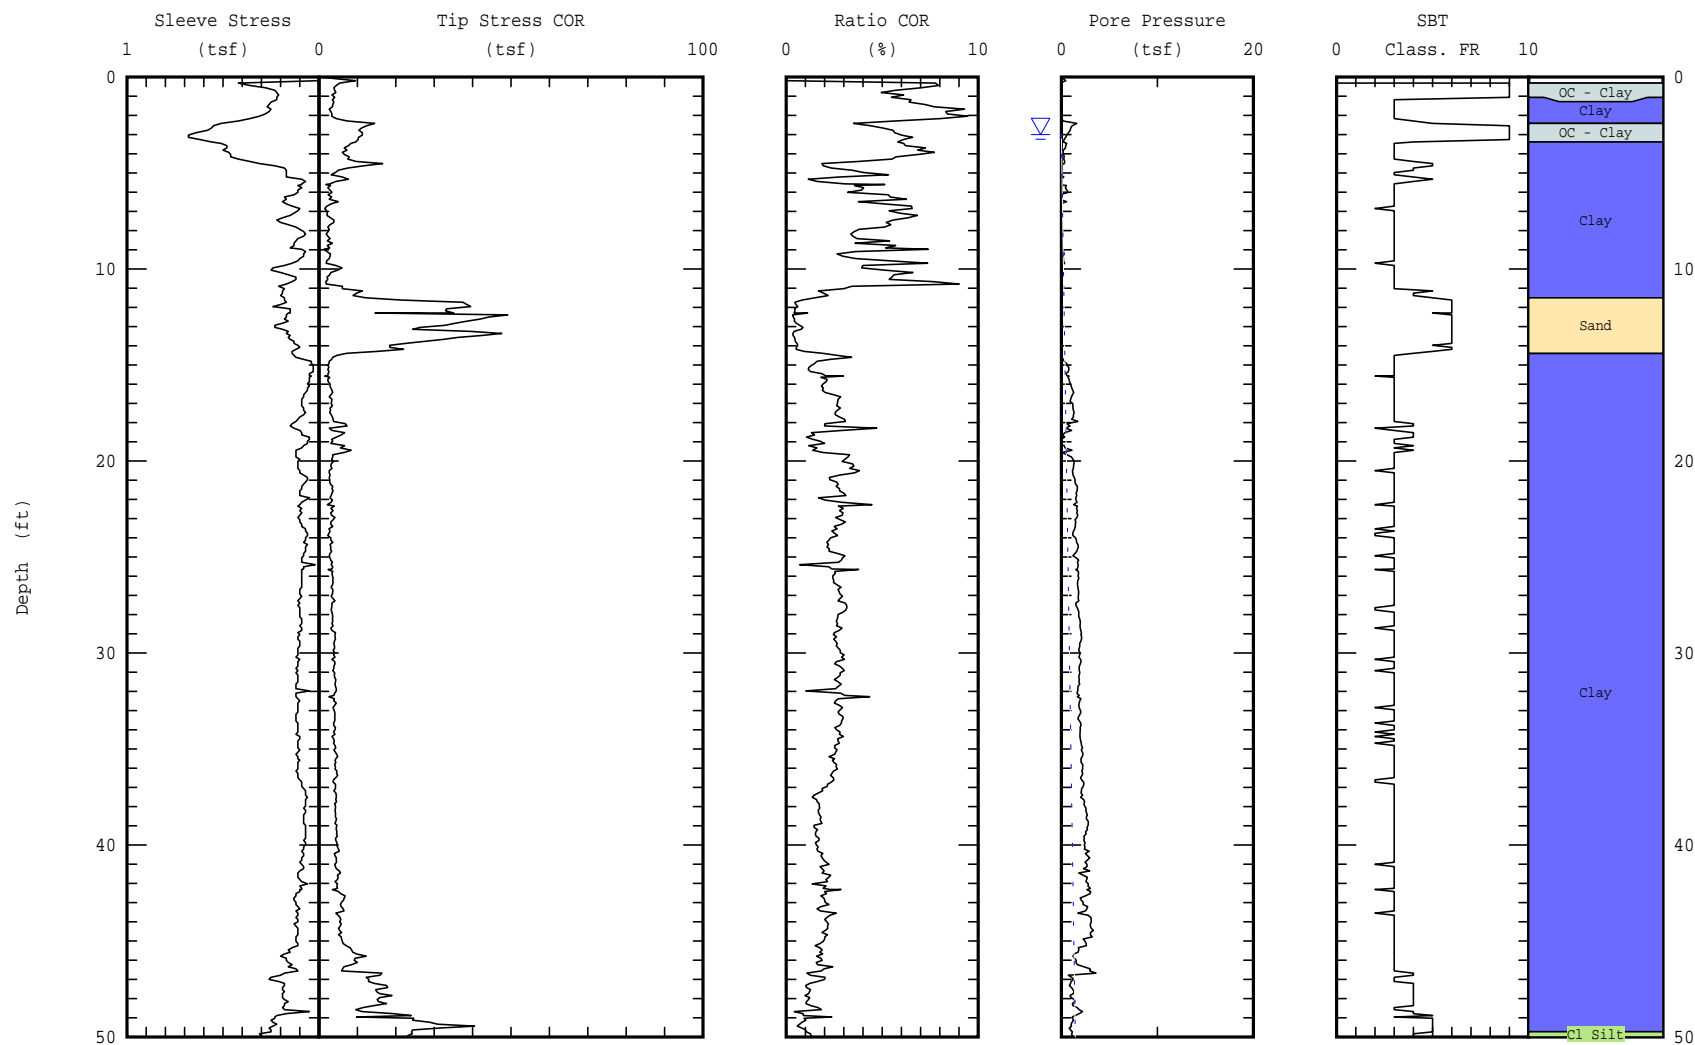 Sleeve Stress Tip Stress COR Ratio COR Pore Pressure SBT
(tsf) (tsf) (%) (tsf) Class. FR
1 0 100 0 10 0 20 0 10
0 0
OC - Clay
Clay
OC - Clay
Clay
10 10
Sand
20 20
Depth (ft)
30 30
Clay
40 40
Cl Silt
50 50